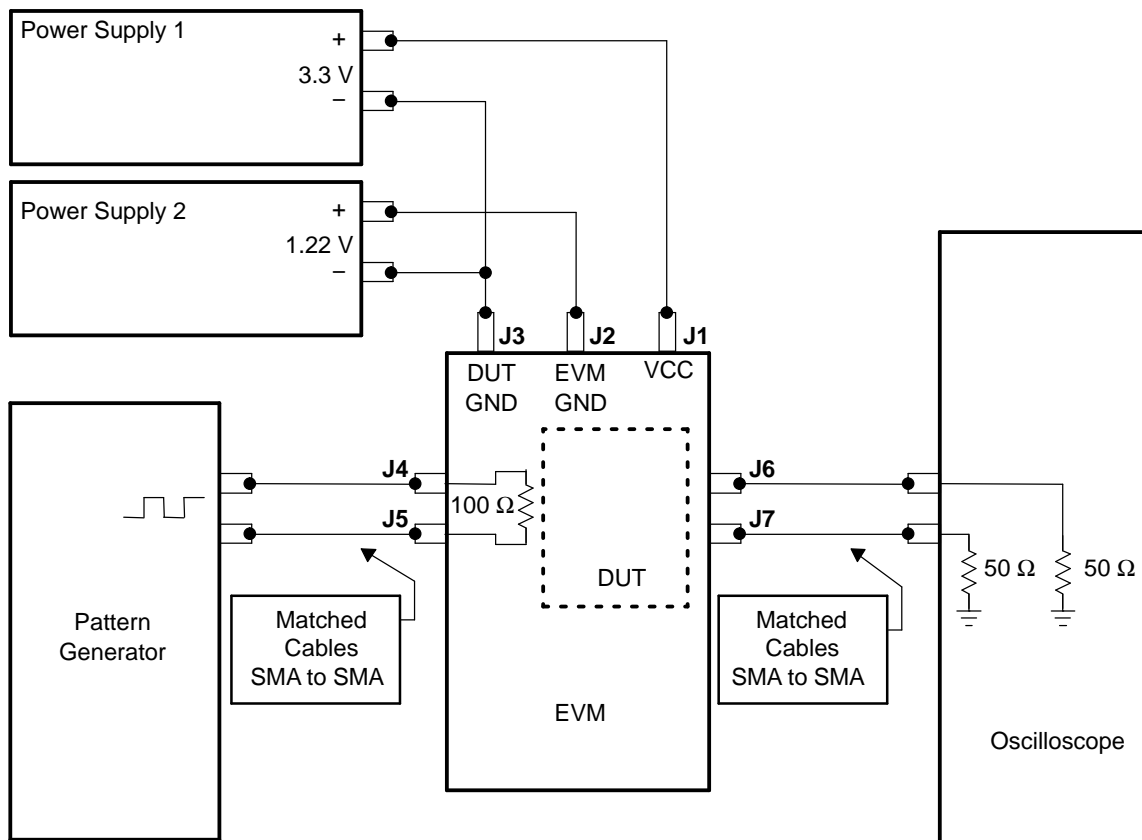 Power Supply 1
+
3.3 V
−
Power Supply 2
+
1.22 V
−
J3
J2
J1
DUT
GND
EVM
GND
VCC
J4
J5
100 Ω
J6
J7
DUT
50 Ω
50 Ω
Pattern
Generator
Matched
Cables
SMA to SMA
Matched
Cables
SMA to SMA
EVM
Oscilloscope